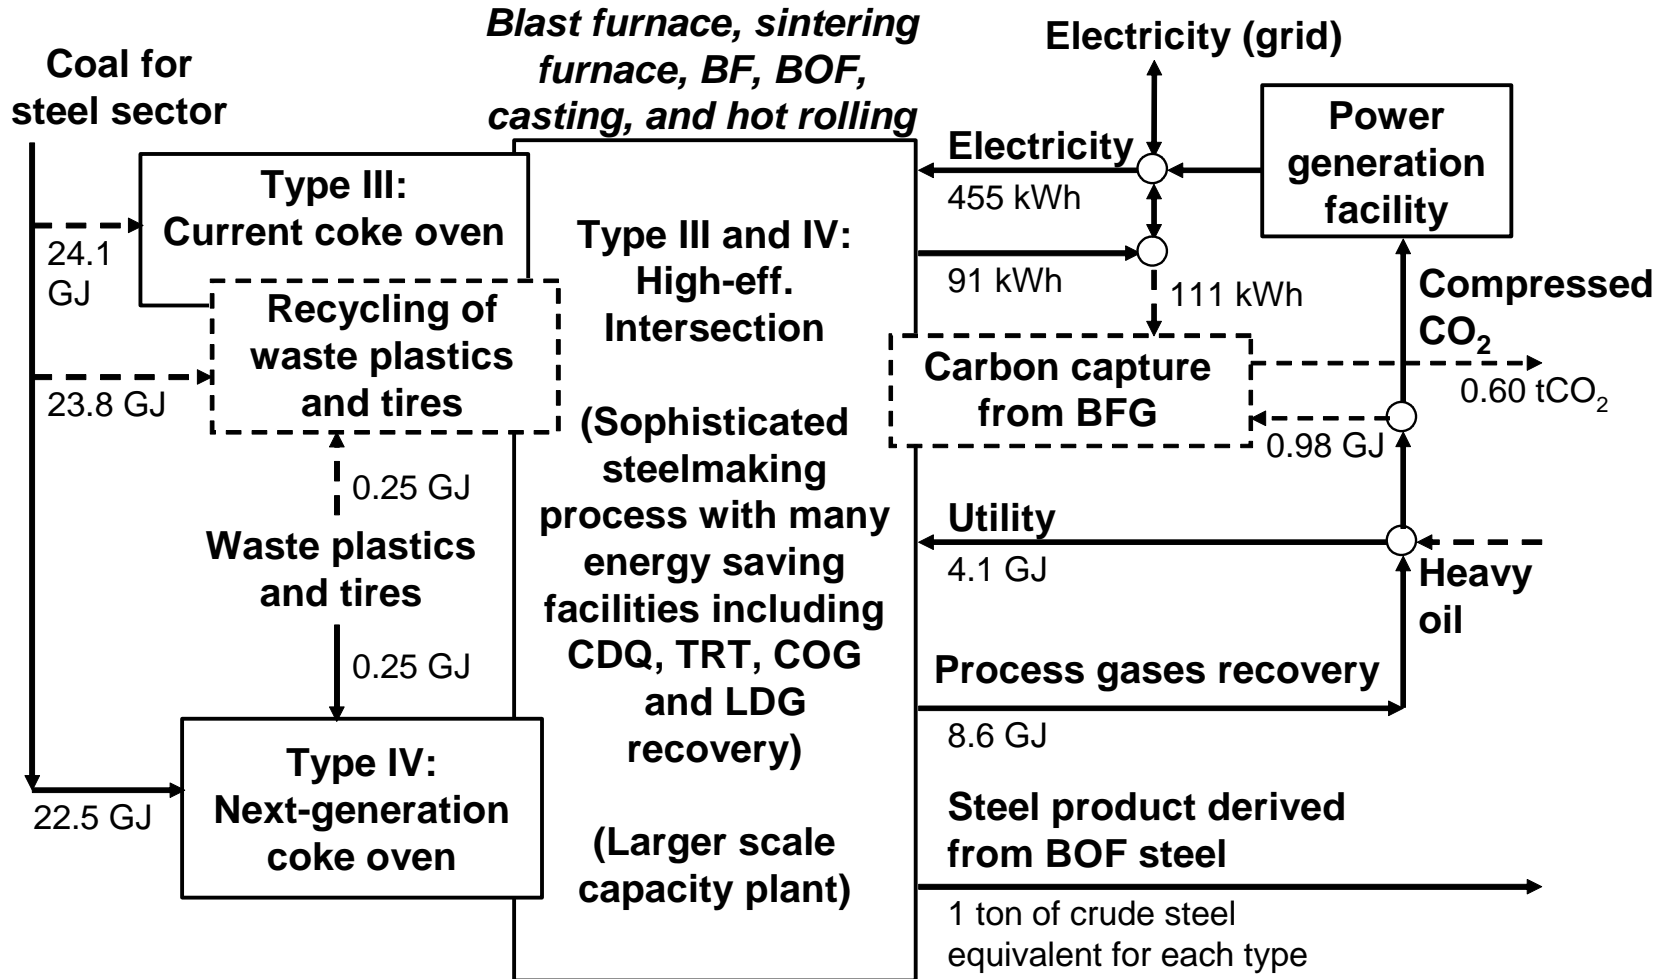 Blast furnace, sintering
furnace, BF, BOF,
casting, and hot rolling
Electricity (grid)
Coal for
steel sector
Power
generation
facility
Type III:
Current coke oven
24.1
GJ
Electricity
455 kWh
Type III and IV:
High-eff.
Intersection
91 kWh
111 kWh
Compressed
CO₂
Recycling of
waste plastics
and tires
23.8 GJ
Carbon capture
from BFG
0.60 tCO₂
0.98 GJ
(Sophisticated
steelmaking
process with many
energy saving
facilities including
CDQ, TRT, COG
and LDG
recovery)
0.25 GJ
Waste plastics
and tires
0.25 GJ
Utility
4.1 GJ
Heavy
oil
Process gases recovery
8.6 GJ
Type IV:
Next-generation
coke oven
22.5 GJ
(Larger scale
capacity plant)
Steel product derived
from BOF steel
1 ton of crude steel
equivalent for each type